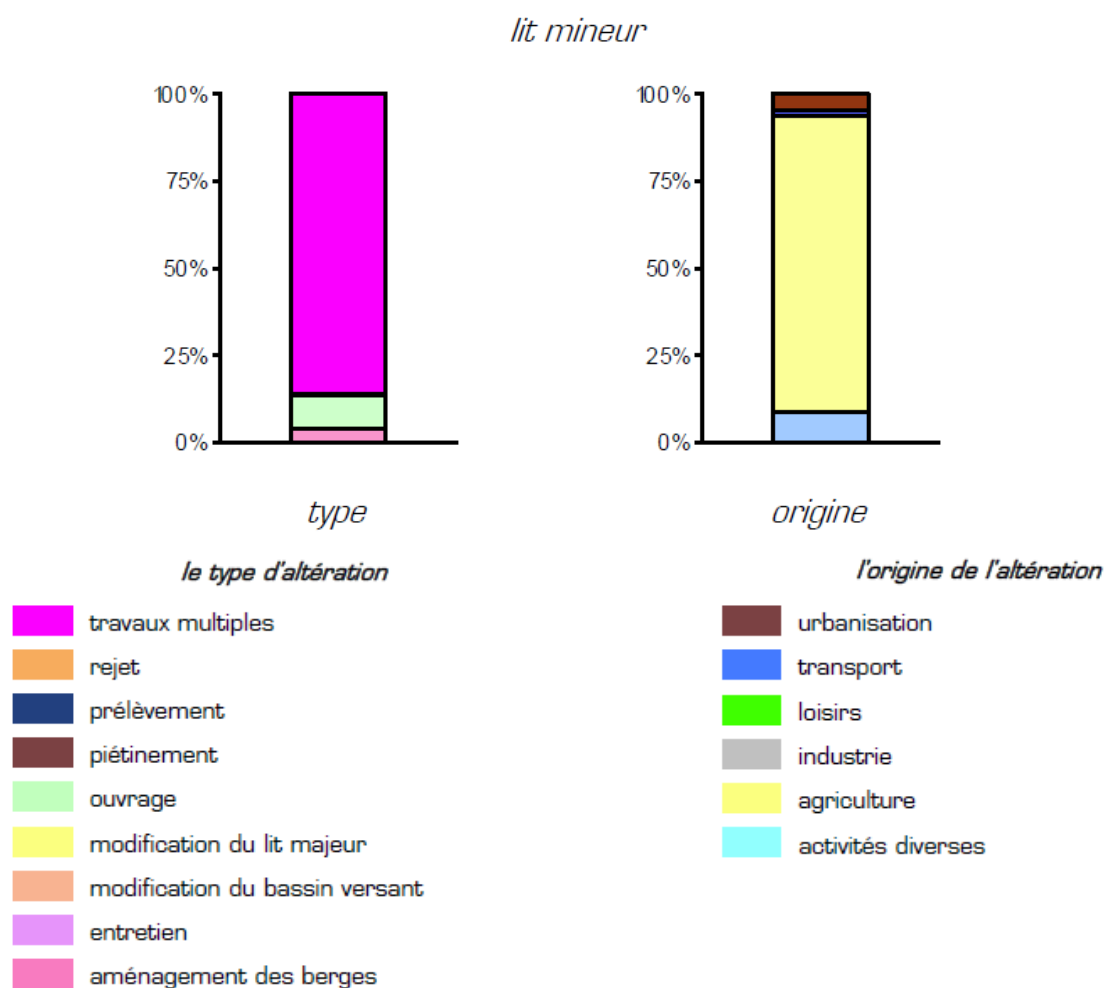 lit mineur
100%
75%
50%
25%
0%
100%
75%
50%
25%
0%
type
origine
le type d'altération
travaux multiples
rejet
prélèvement
piétinement
ouvrage
modification du lit majeur
modification du bassin versant
entretien
aménagement des berges
l'origine de l'altération
urbanisation
transport
loisirs
industrie
agriculture
activités diverses